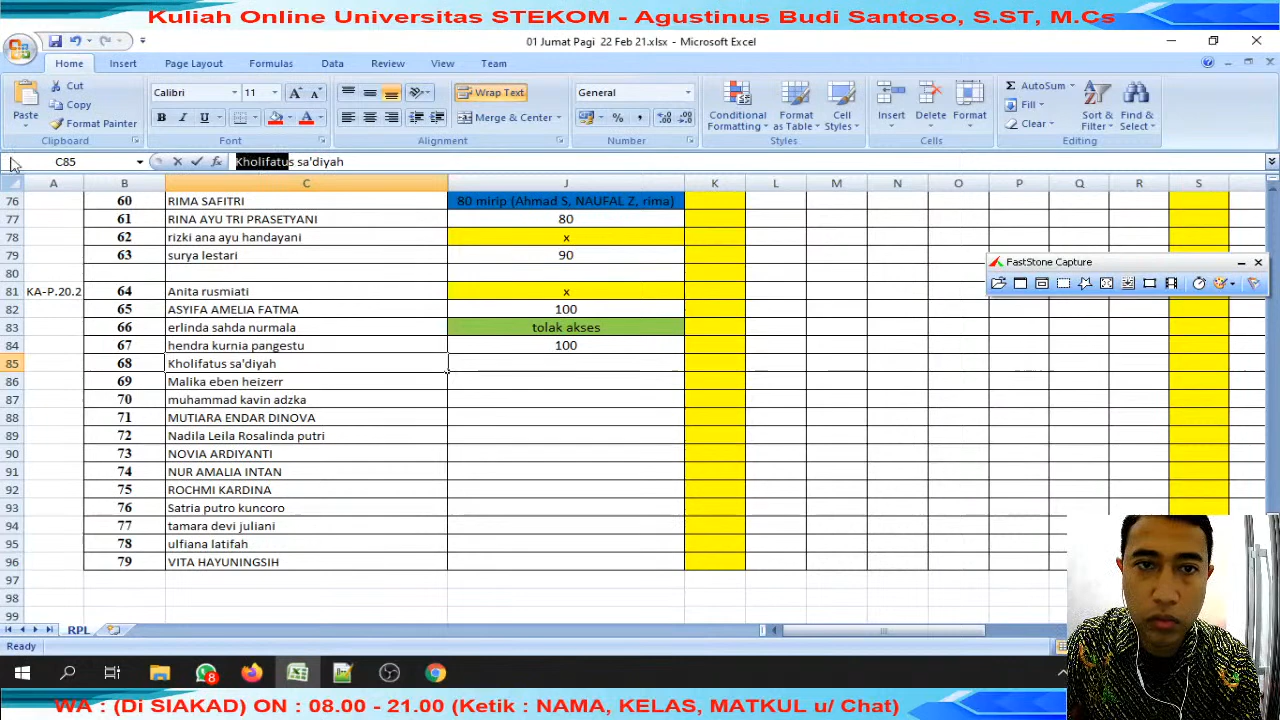 Kuliah Online Universitas STEKOM - Agustinus Budi Santoso, S.ST, M.Cs
01 Jumat Pagi 22 Feb 21.xlsx - Microsoft Excel
Home Insert Page Layout Formulas Data Review View Team
Paste Cut Copy Format Painter Clipboard
Calibri 11 B I U Font
Wrap Text Merge & Center Alignment
General % , Number
Conditional Formatting Format as Table Cell Styles Styles
Insert Delete Format Cells
AutoSum Fill Clear Sort & Filter Find & Select Editing
C85 fx Kholifatus sa'diyah
A B C J K L M N O P Q R S
76 60 RIMA SAFITRI 80 mirip (Ahmad S, NAUFAL Z, rima)
77 61 RINA AYU TRI PRASETYANI 80
78 62 rizki ana ayu handayani x
79 63 surya lestari 90
80
81 KA-P.20.2 64 Anita rusmiati x
82 65 ASYIFA AMELIA FATMA 100
83 66 erlinda sahda nurmala tolak akses
84 67 hendra kurnia pangestu 100
85 68 Kholifatus sa'diyah
86 69 Malika eben heizerr
87 70 muhammad kavin adzka
88 71 MUTIARA ENDAR DINOVA
89 72 Nadila Leila Rosalinda putri
90 73 NOVIA ARDIYANTI
91 74 NUR AMALIA INTAN
92 75 ROCHMI KARDINA
93 76 Satria putro kuncoro
94 77 tamara devi juliani
95 78 ulfiana latifah
96 79 VITA HAYUNINGSIH
97
98
99
FastStone Capture
RPL
Ready
8
WA : (Di SIAKAD) ON : 08.00 - 21.00 (Ketik : NAMA, KELAS, MATKUL u/ Chat)